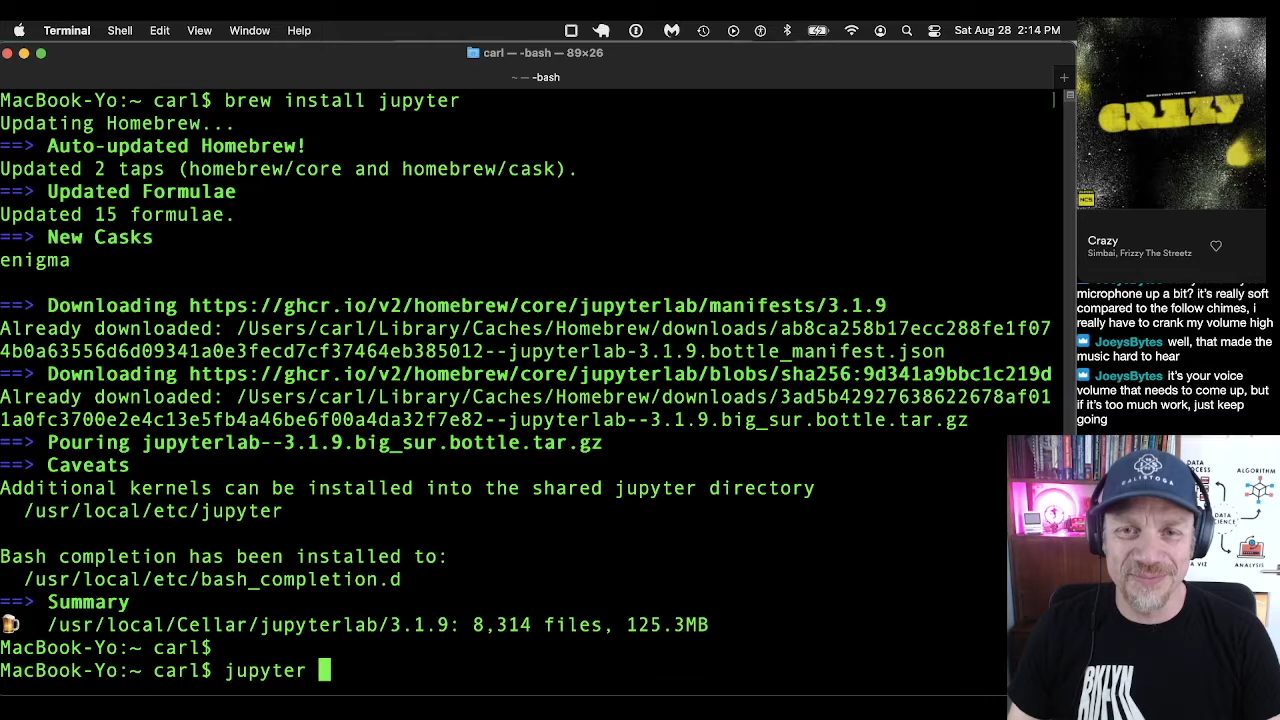 Terminal Shell Edit View Window Help
Sat Aug 28 2:14 PM
carl — -bash — 89×26
~ — -bash
MacBook-Yo:~ carl$ brew install jupyter
Updating Homebrew...
==> Auto-updated Homebrew!
Updated 2 taps (homebrew/core and homebrew/cask).
==> Updated Formulae
Updated 15 formulae.
==> New Casks
enigma
==> Downloading https://ghcr.io/v2/homebrew/core/jupyterlab/manifests/3.1.9
Already downloaded: /Users/carl/Library/Caches/Homebrew/downloads/ab8ca258b17ecc288fe1f07
4b0a63556d6d09341a0e3fecd7cf37464eb385012--jupyterlab-3.1.9.bottle_manifest.json
==> Downloading https://ghcr.io/v2/homebrew/core/jupyterlab/blobs/sha256:9d341a9bbc1c219d
Already downloaded: /Users/carl/Library/Caches/Homebrew/downloads/3ad5b42927638622678af01
1a0fc3700e2e4c13e5fb4a46be6f00a4da32f7e82--jupyterlab--3.1.9.big_sur.bottle.tar.gz
==> Pouring jupyterlab--3.1.9.big_sur.bottle.tar.gz
==> Caveats
Additional kernels can be installed into the shared jupyter directory
/usr/local/etc/jupyter
Bash completion has been installed to:
/usr/local/etc/bash_completion.d
==> Summary
🍺 /usr/local/Cellar/jupyterlab/3.1.9: 8,314 files, 125.3MB
MacBook-Yo:~ carl$
MacBook-Yo:~ carl$ jupyter
CRAZY
NCS
Crazy
Simbai, Frizzy The Streetz
microphone up a bit? it's really soft
compared to the follow chimes, i
really have to crank my volume high
JoeysBytes well, that made the
music hard to hear
JoeysBytes it's your voice
volume that needs to come up, but
if it's too much work, just keep
going
DATA
ALGORITHM
DATA
SCIENCE
ANALYSIS
CALISTOGA
BKLYN